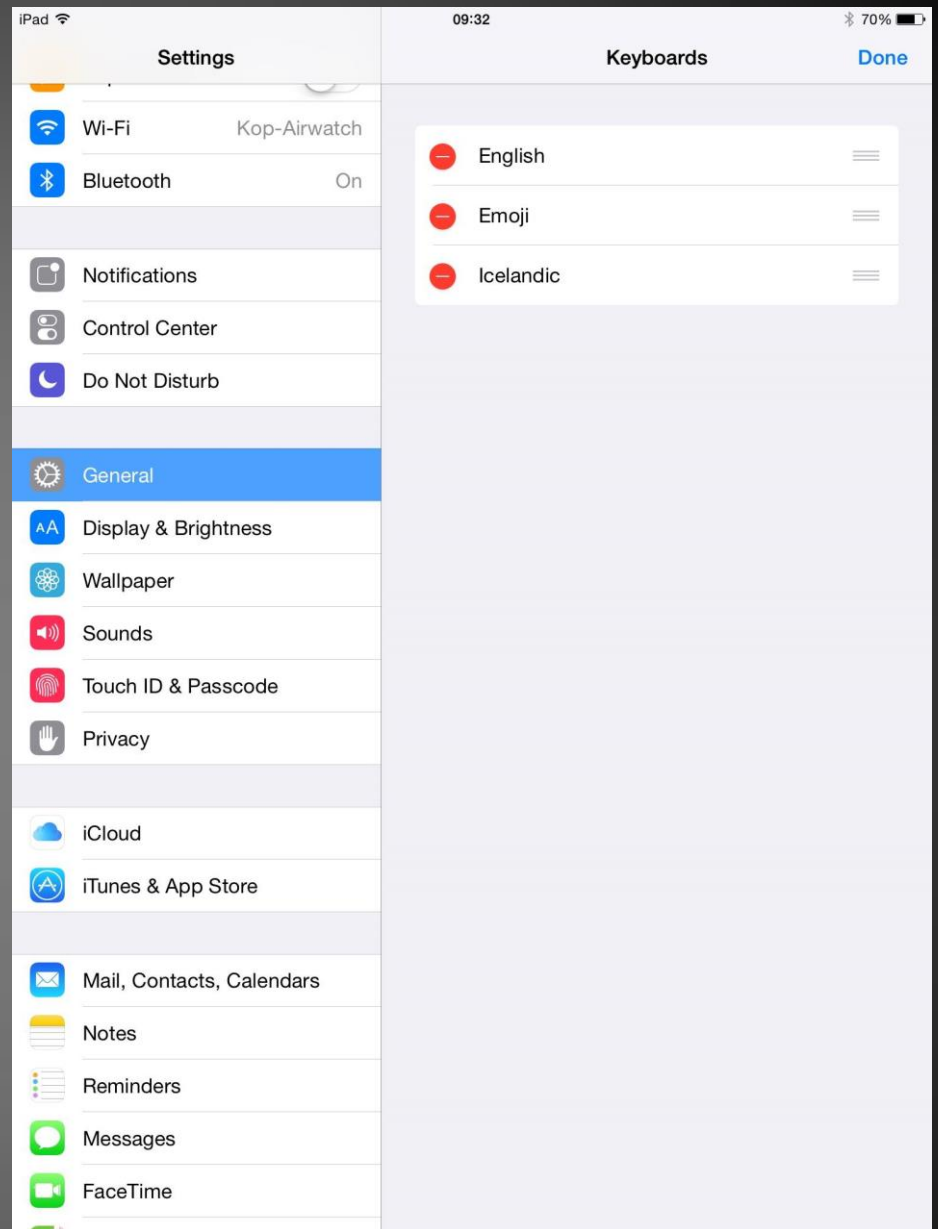 iPad
09:32
70%
Settings
Keyboards
Done
Wi-Fi
Kop-Airwatch
Bluetooth
On
Notifications
Control Center
Do Not Disturb
General
AA Display & Brightness
Wallpaper
Sounds
Touch ID & Passcode
Privacy
iCloud
iTunes & App Store
Mail, Contacts, Calendars
Notes
Reminders
Messages
FaceTime
English
Emoji
Icelandic